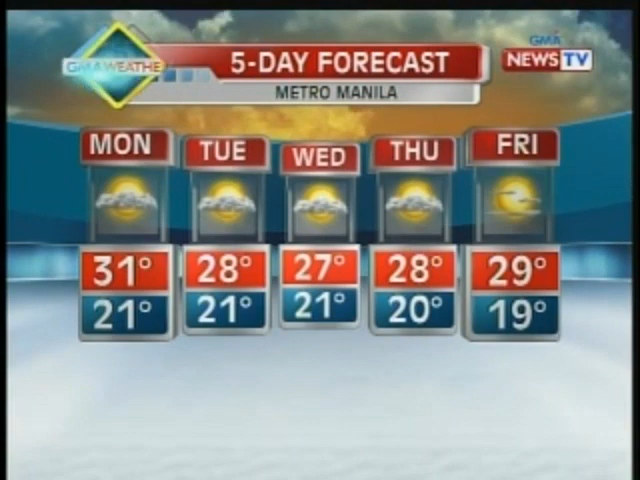 GMA WEATHE
5-DAY FORECAST
METRO MANILA
GMA
NEWS TV
MON TUE WED THU FRI
31° 28° 27° 28° 29°
21° 21° 21° 20° 19°